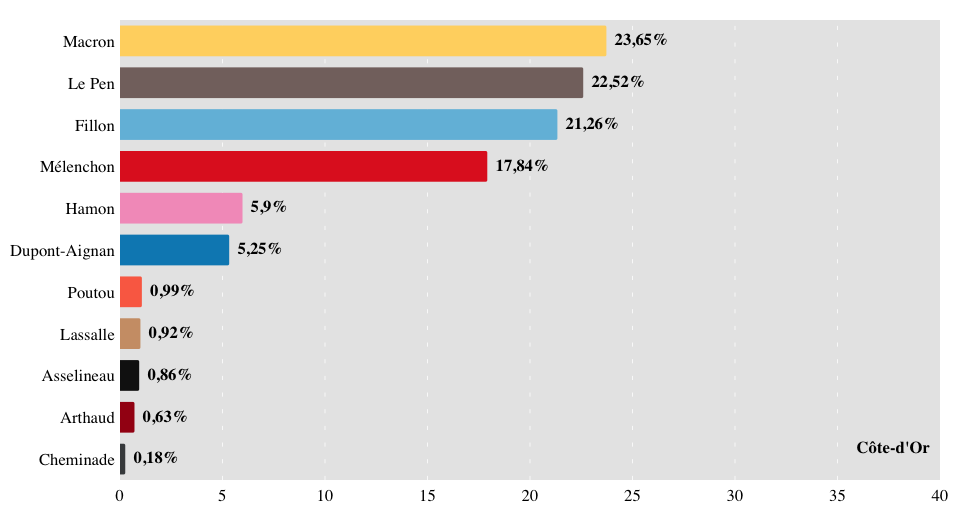 Macron 23,65%
Le Pen 22,52%
Fillon 21,26%
Mélenchon 17,84%
Hamon 5,9%
Dupont-Aignan 5,25%
Poutou 0,99%
Lassalle 0,92%
Asselineau 0,86%
Arthaud 0,63%
Côte-d'Or
Cheminade 0,18%
0 5 10 15 20 25 30 35 40